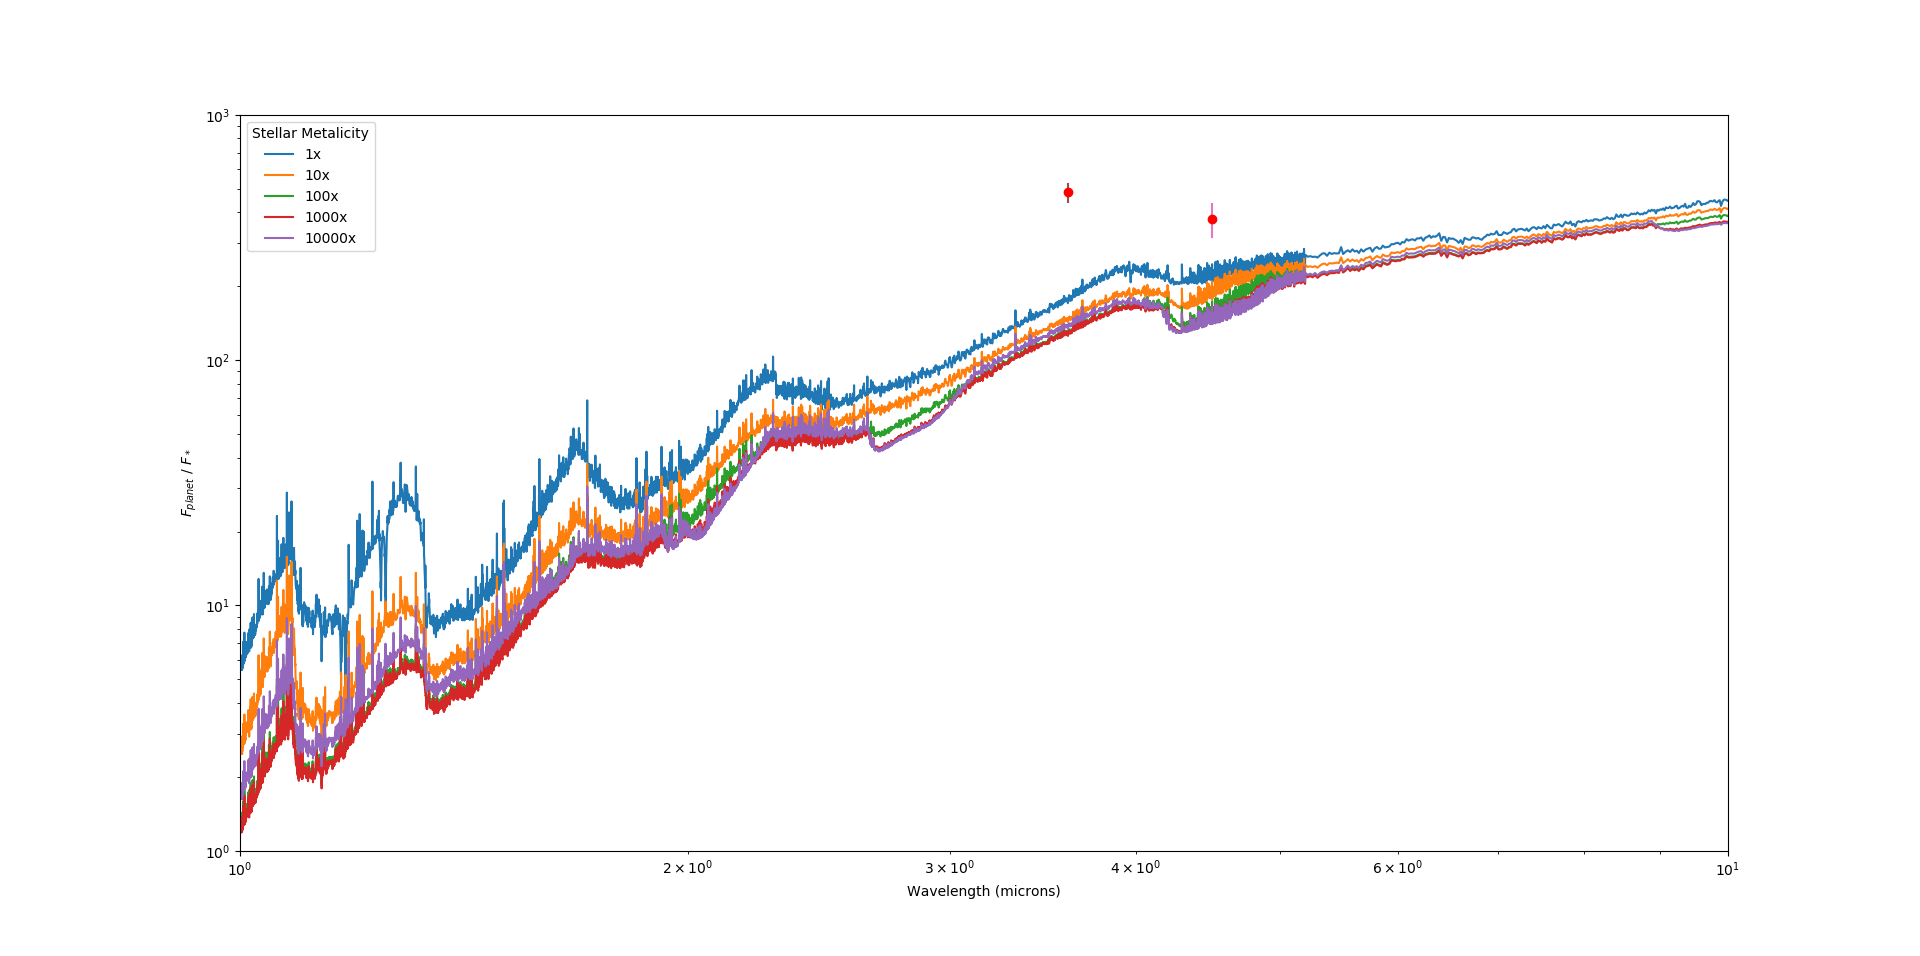 10³
Stellar Metalicity
1x
10x
100x
1000x
10000x
10²
F_planet / F_*
10¹
10⁰
10⁰
2 × 10⁰
3 × 10⁰
4 × 10⁰
6 × 10⁰
10¹
Wavelength (microns)